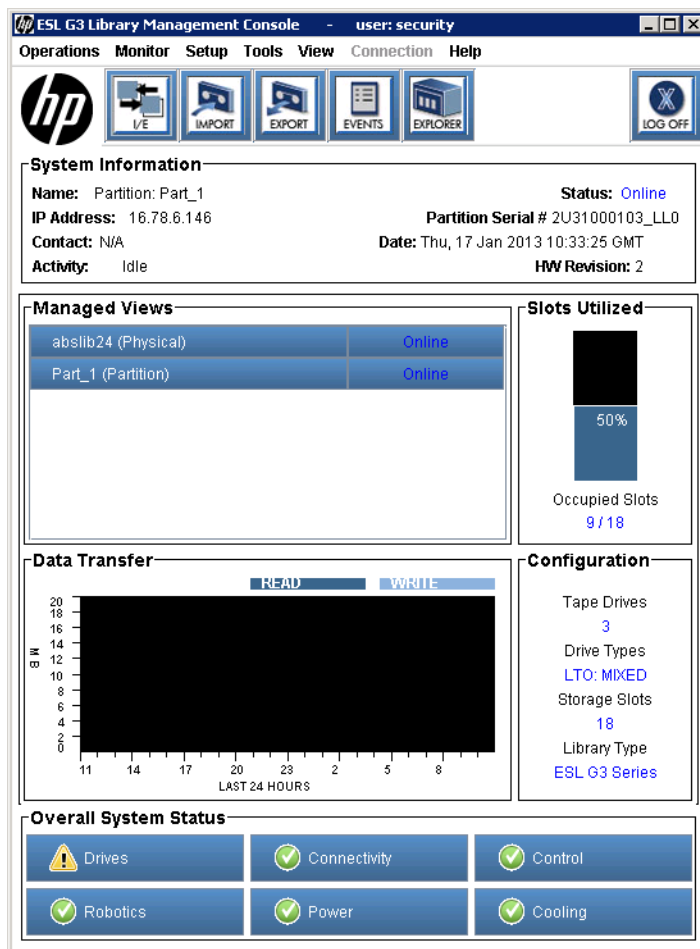 ESL G3 Library Management Console - user: security
Operations Monitor Setup Tools View Connection Help
hp
I/E IMPORT EXPORT EVENTS EXPLORER LOG OFF
System Information
Name: Partition: Part_1 Status: Online
IP Address: 16.78.6.146 Partition Serial # 2U31000103_LL0
Contact: N/A Date: Thu, 17 Jan 2013 10:33:25 GMT
Activity: Idle HW Revision: 2
Managed Views
abslib24 (Physical) Online
Part_1 (Partition) Online
Slots Utilized
50%
Occupied Slots
9 / 18
Data Transfer
READ WRITE
20
18
16
14
12
10
8
6
4
2
0
MB
11 14 17 20 23 2 5 8
LAST 24 HOURS
Configuration
Tape Drives
3
Drive Types
LTO: MIXED
Storage Slots
18
Library Type
ESL G3 Series
Overall System Status
Drives Connectivity Control
Robotics Power Cooling